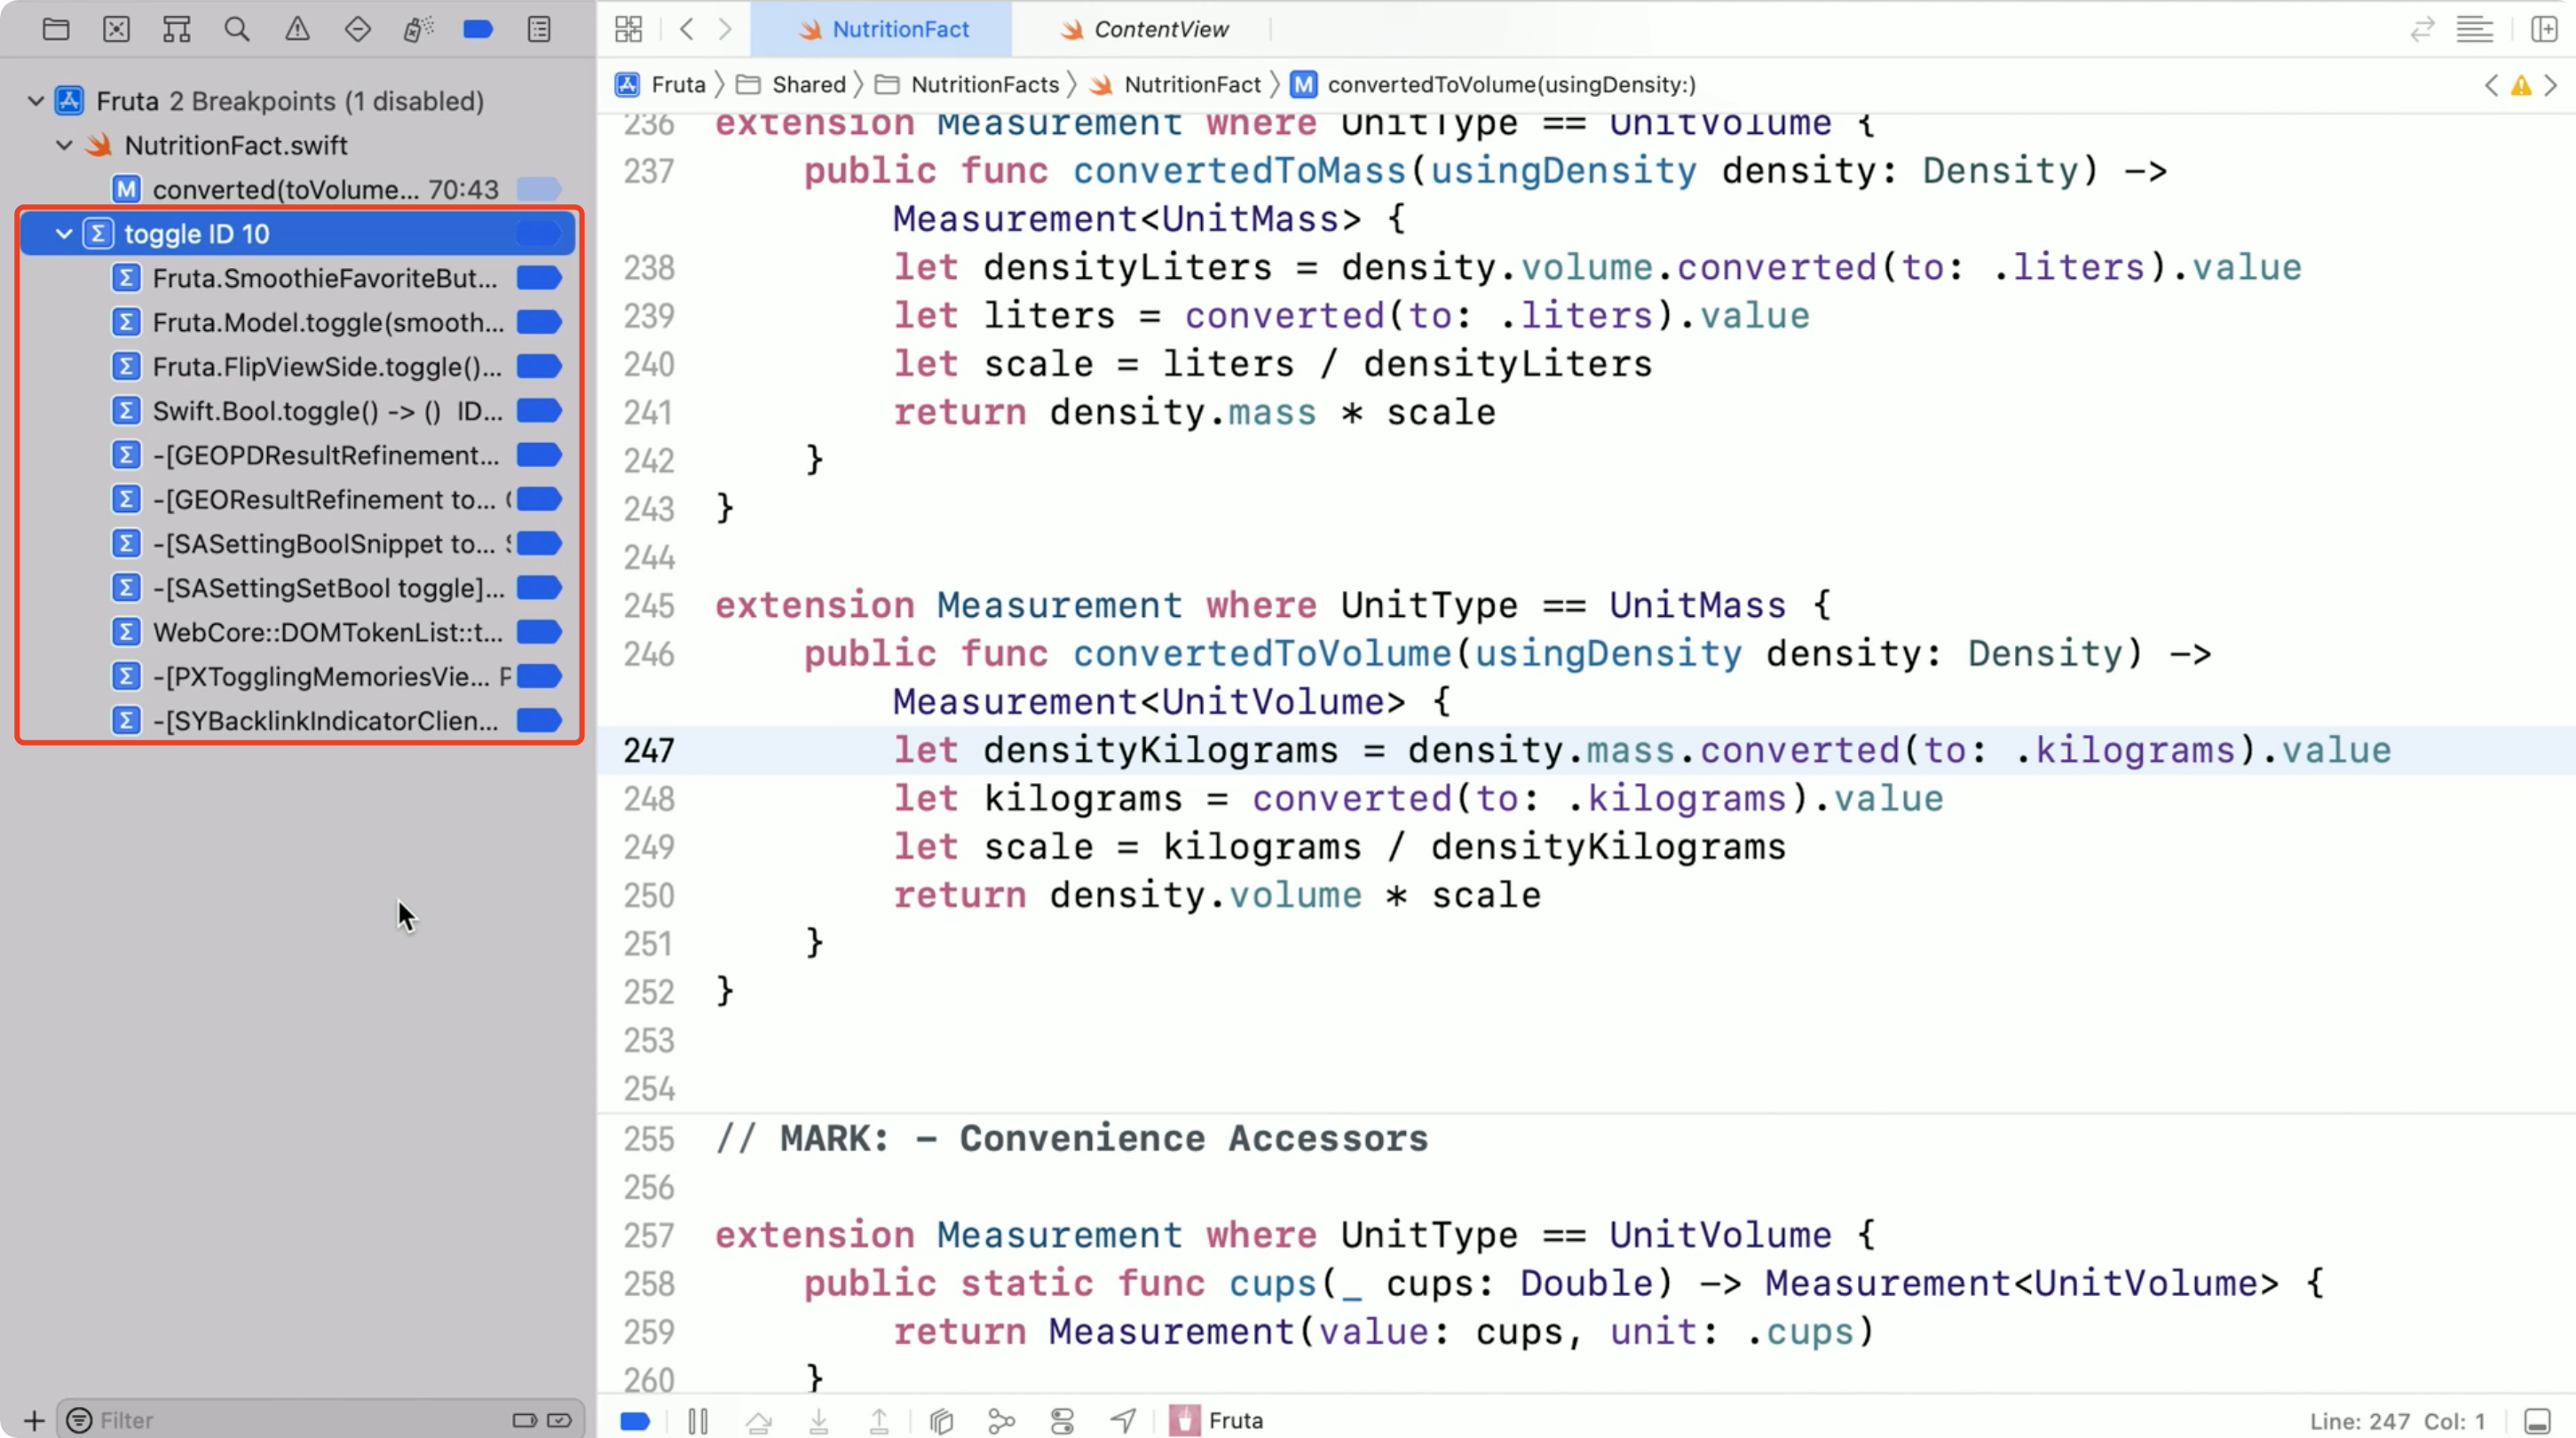 NutritionFact
ContentView
Fruta
Shared
NutritionFacts
NutritionFact
M convertedToVolume(usingDensity:)
Fruta 2 Breakpoints (1 disabled)
NutritionFact.swift
M converted(toVolume... 70:43
Σ toggle ID 10
Σ Fruta.SmoothieFavoriteBut...
Σ Fruta.Model.toggle(smooth...
Σ Fruta.FlipViewSide.toggle()...
Σ Swift.Bool.toggle() -> () ID...
Σ -[GEOPDResultRefinement...
Σ -[GEOResultRefinement to...
Σ -[SASettingBoolSnippet to...
Σ -[SASettingSetBool toggle]...
Σ WebCore::DOMTokenList::t...
Σ -[PXTogglingMemoriesVie... P
Σ -[SYBacklinkIndicatorClien...
Filter
236 extension Measurement where UnitType == UnitVolume {
237 public func convertedToMass(usingDensity density: Density) ->
Measurement<UnitMass> {
238 let densityLiters = density.volume.converted(to: .liters).value
239 let liters = converted(to: .liters).value
240 let scale = liters / densityLiters
241 return density.mass * scale
242 }
243 }
244
245 extension Measurement where UnitType == UnitMass {
246 public func convertedToVolume(usingDensity density: Density) ->
Measurement<UnitVolume> {
247 let densityKilograms = density.mass.converted(to: .kilograms).value
248 let kilograms = converted(to: .kilograms).value
249 let scale = kilograms / densityKilograms
250 return density.volume * scale
251 }
252 }
253
254
255 // MARK: - Convenience Accessors
256
257 extension Measurement where UnitType == UnitVolume {
258 public static func cups(_ cups: Double) -> Measurement<UnitVolume> {
259 return Measurement(value: cups, unit: .cups)
260 }
Fruta
Line: 247 Col: 1